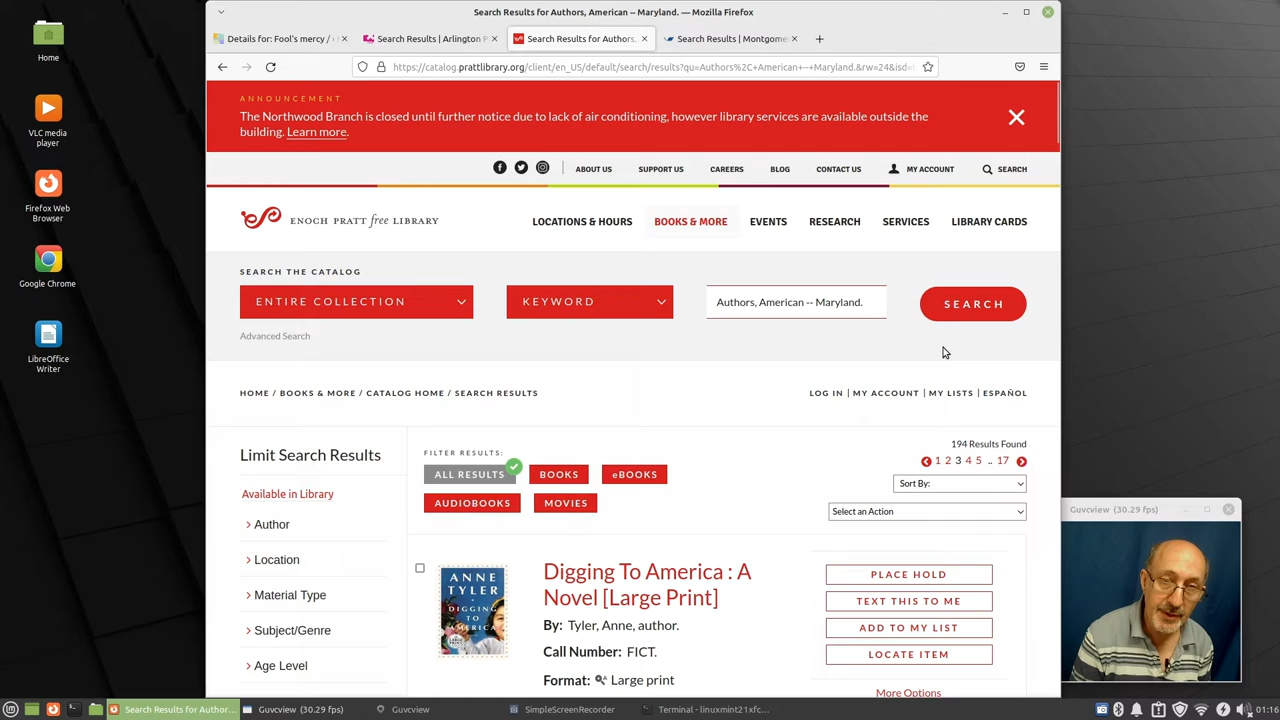 Search Results for Authors, American -- Maryland. — Mozilla Firefox
Home
VLC media
player
Firefox Web
Browser
Google Chrome
LibreOffice
Writer
Details for: Fool's mercy /
Search Results | Arlington P
Search Results for Authors,
Search Results | Montgome
https://catalog.prattlibrary.org/client/en_US/default/search/results?qu=Authors%2C+American+--+Maryland.&rw=24&isd=
ANNOUNCEMENT
The Northwood Branch is closed until further notice due to lack of air conditioning, however library services are available outside the
building. Learn more.
ABOUT US
SUPPORT US
CAREERS
BLOG
CONTACT US
MY ACCOUNT
SEARCH
ENOCH PRATT free LIBRARY
LOCATIONS & HOURS
BOOKS & MORE
EVENTS
RESEARCH
SERVICES
LIBRARY CARDS
SEARCH THE CATALOG
ENTIRE COLLECTION
KEYWORD
Authors, American -- Maryland.
SEARCH
Advanced Search
HOME / BOOKS & MORE / CATALOG HOME / SEARCH RESULTS
LOG IN | MY ACCOUNT | MY LISTS | ESPAÑOL
Limit Search Results
Available in Library
Author
Location
Material Type
Subject/Genre
Age Level
FILTER RESULTS:
ALL RESULTS
BOOKS
eBOOKS
AUDIOBOOKS
MOVIES
194 Results Found
1 2 3 4 5 .. 17
Sort By:
Select an Action
ANNE
TYLER
DIGGING
TO
AMERICA
Digging To America : A
Novel [Large Print]
By: Tyler, Anne, author.
Call Number: FICT.
Format: Large print
PLACE HOLD
TEXT THIS TO ME
ADD TO MY LIST
LOCATE ITEM
More Options
Guvcview (30.29 fps)
Search Results for Author...
Guvcview (30.29 fps)
Guvcview
SimpleScreenRecorder
Terminal - linuxmint21xfc...
01:16